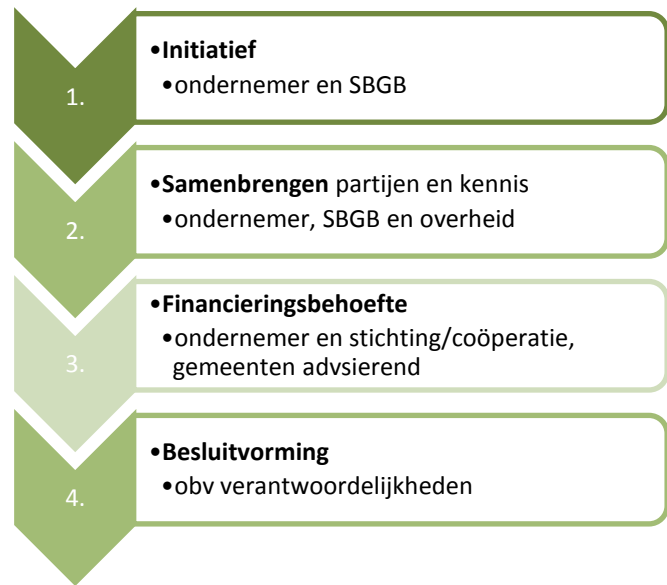 1.
•Initiatief
•ondernemer en SBGB
2.
•Samenbrengen partijen en kennis
•ondernemer, SBGB en overheid
3.
•Financieringsbehoefte
•ondernemer en stichting/coöperatie,
gemeenten advsierend
4.
•Besluitvorming
•obv verantwoordelijkheden